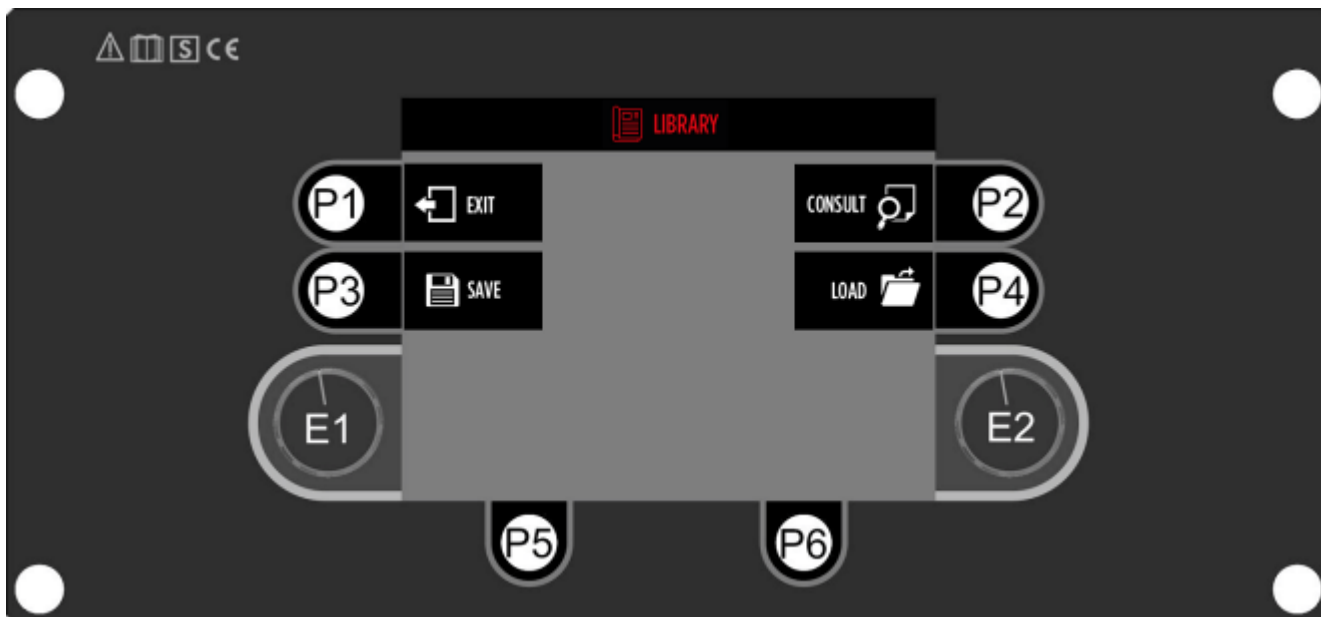 S CE
LIBRARY
P1 EXIT CONSULT P2
P3 SAVE LOAD P4
E1 E2
P5 P6